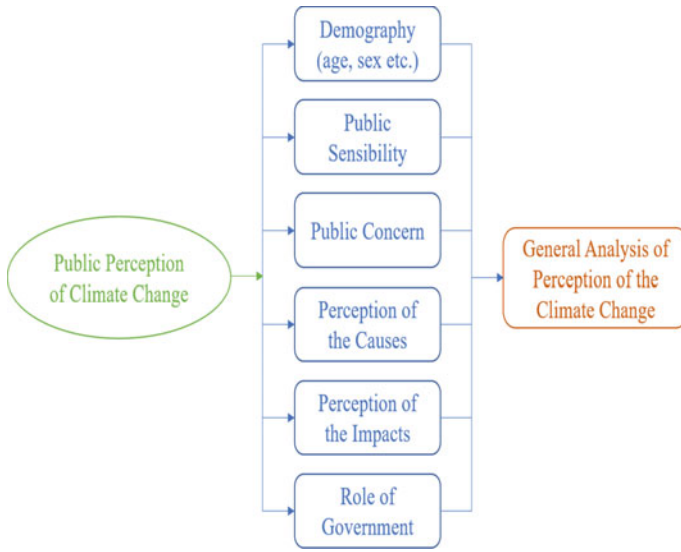 Demography
(age, sex etc.)
Public
Sensibility
Public Concern
Public Perception
of Climate Change
General Analysis of
Perception of the
Climate Change
Perception of
the Causes
Perception of
the Impacts
Role of
Government